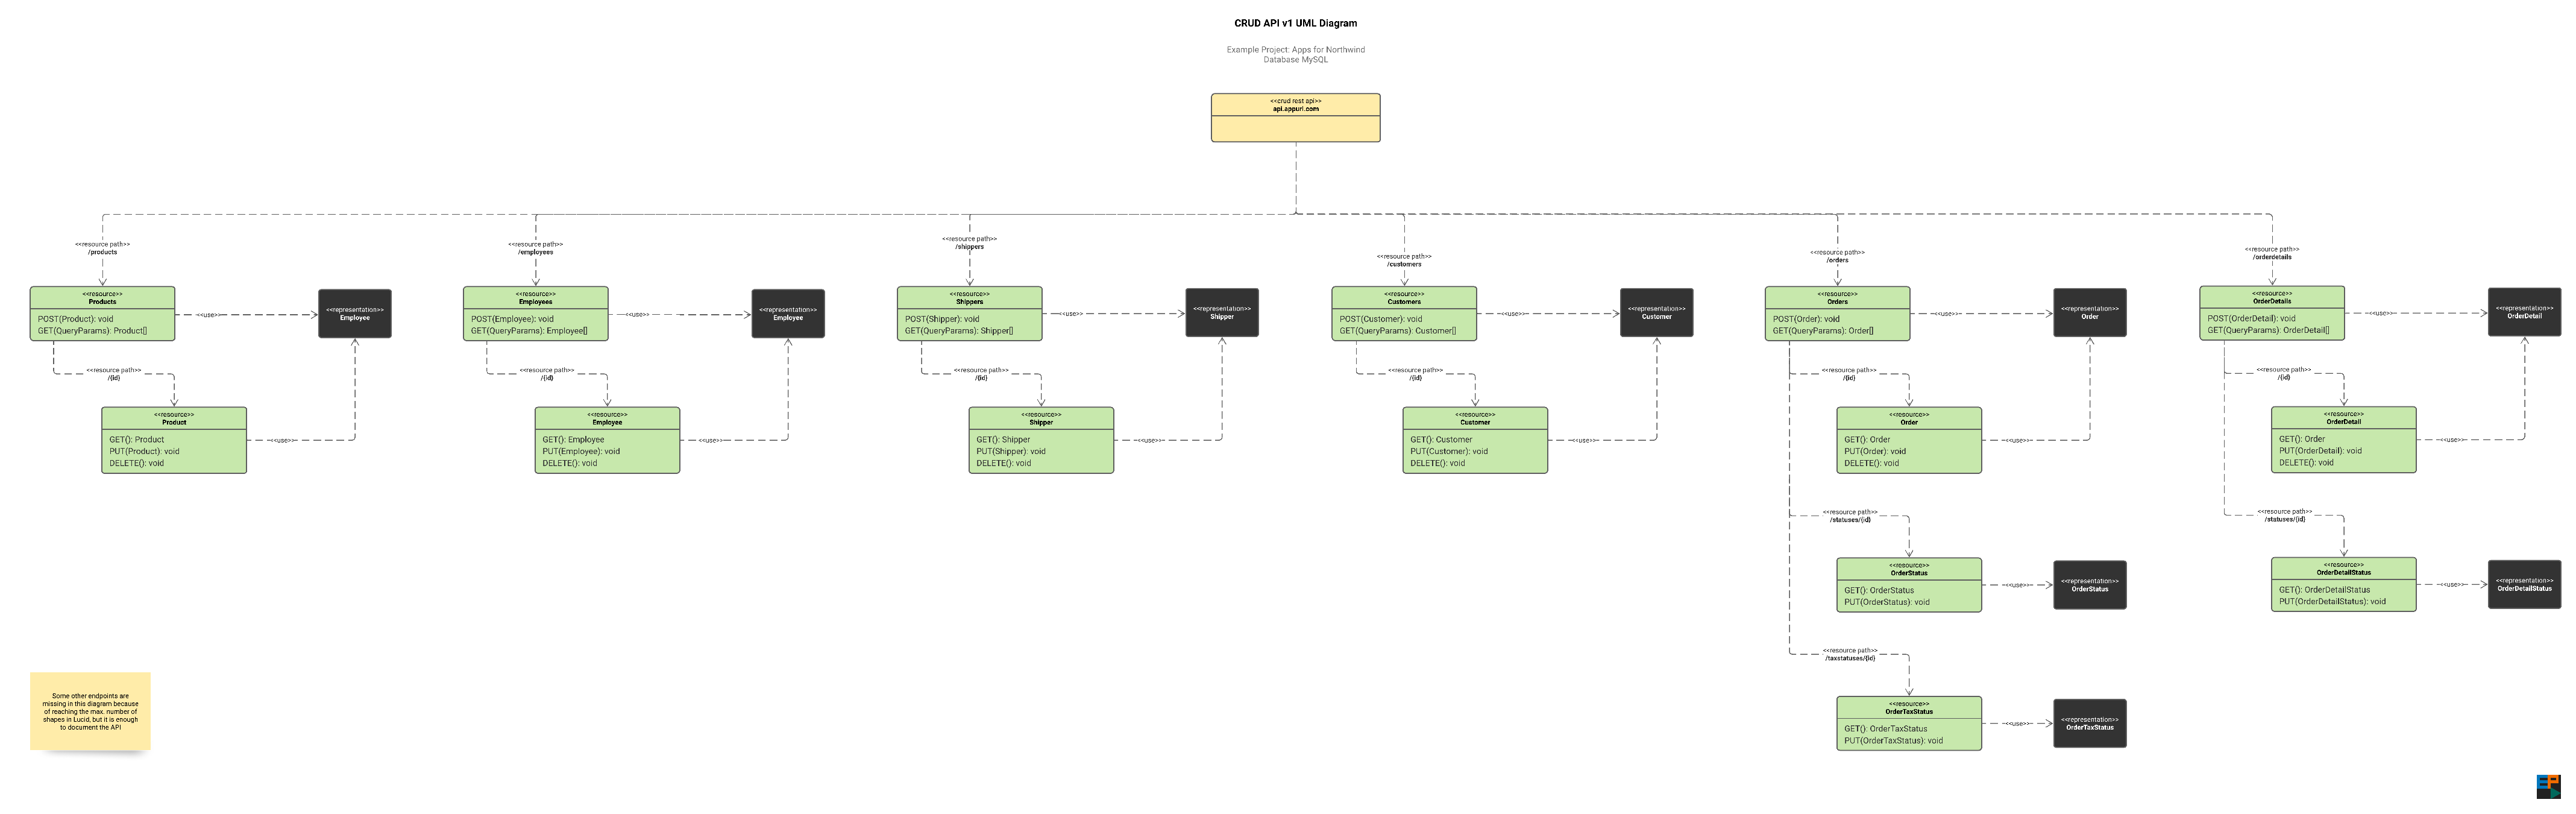 CRUD API v1 UML Diagram
Example Project: Apps for Northwind
Database MySQL
<<crud rest api>>
api.appurl.com
<<resource path>>
/products
<<resource>>
Products
POST(Product): void
GET(QueryParams): Product[]
<<use>>
<<representation>>
Employee
<<resource path>>
/{id}
<<resource>>
Product
GET(): Product
PUT(Product): void
DELETE(): void
<<use>>
<<resource path>>
/employees
<<resource>>
Employees
POST(Employee): void
GET(QueryParams): Employee[]
<<use>>
<<representation>>
Employee
<<resource path>>
/{id)
<<resource>>
Employee
GET(): Employee
PUT(Employee): void
DELETE(): void
<<use>>
<<resource path>>
/shippers
<<resource>>
Shippers
POST(Shipper): void
GET(QueryParams): Shipper[]
<<use>>
<<representation>>
Shipper
<<resource path>>
/{id}
<<resource>>
Shipper
GET(): Shipper
PUT(Shipper): void
DELETE(): void
<<use>>
<<resource path>>
/customers
<<resource>>
Customers
POST(Customer): void
GET(QueryParams): Customer[]
<<use>>
<<representation>>
Customer
<<resource path>>
/{id}
<<resource>>
Customer
GET(): Customer
PUT(Customer): void
DELETE(): void
<<use>>
<<resource path>>
/orders
<<resource>>
Orders
POST(Order): void
GET(QueryParams): Order[]
<<use>>
<<representation>>
Order
<<resource path>>
/{id}
<<resource>>
Order
GET(): Order
PUT(Order): void
DELETE(): void
<<use>>
<<resource path>>
/statuses/{id)
<<resource>>
OrderStatus
GET(): OrderStatus
PUT(OrderStatus): void
<<use>>
<<representation>>
OrderStatus
<<resource path>>
/taxstatuses/{id}
<<resource>>
OrderTaxStatus
GET(): OrderTaxStatus
PUT(OrderTaxStatus): void
<<use>>
<<representation>>
OrderTaxStatus
<<resource path>>
/orderdetails
<<resource>>
OrderDetails
POST(OrderDetail): void
GET(QueryParams): OrderDetail[]
<<use>>
<<representation>>
OrderDetail
<<resource path>>
/{id}
<<resource>>
OrderDetail
GET(): Order
PUT(OrderDetail): void
DELETE(): void
<<use>>
<<resource path>>
/statuses/{id}
<<resource>>
OrderDetailStatus
GET(): OrderDetailStatus
PUT(OrderDetailStatus): void
<<use>>
<<representation>>
OrderDetailStatus
Some other endpoints are
missing in this diagram because
of reaching the max. number of
shapes in Lucid, but it is enough
to document the API